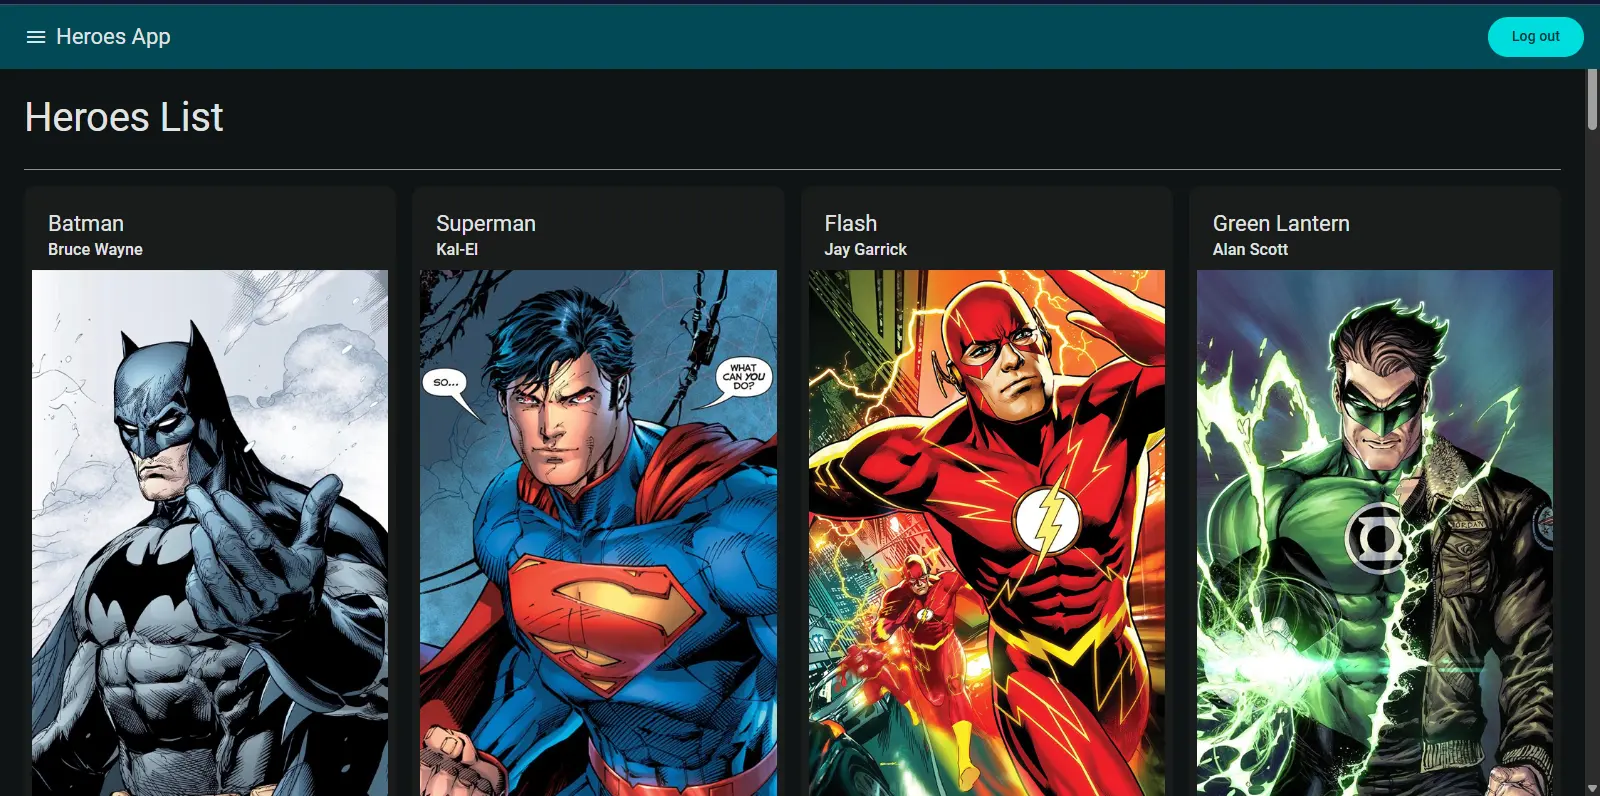 Heroes App
Log out
Heroes List
Batman
Bruce Wayne
Superman
Kal-El
Flash
Jay Garrick
Green Lantern
Alan Scott
SO...
WHAT
CAN YOU
DO?
JORDAN